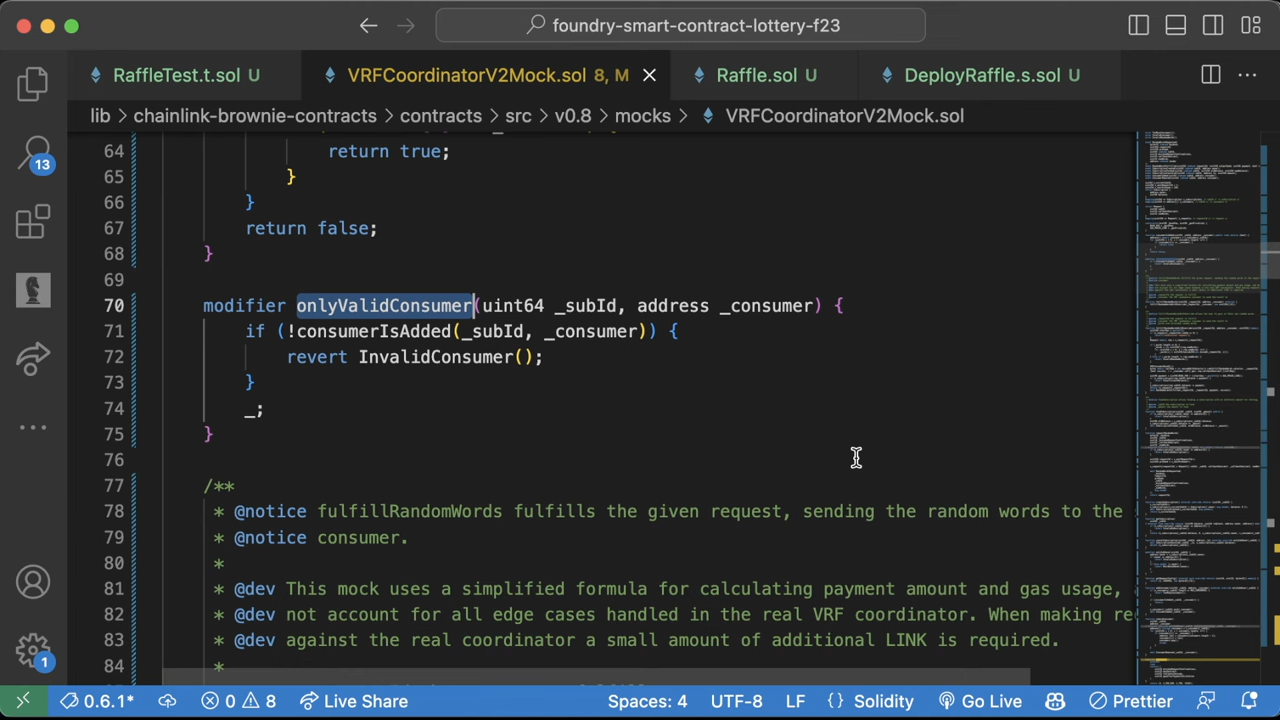 foundry-smart-contract-lottery-f23
RaffleTest.t.sol U
VRFCoordinatorV2Mock.sol 8, M
Raffle.sol U
DeployRaffle.s.sol U
lib > chainlink-brownie-contracts > contracts > src > v0.8 > mocks > VRFCoordinatorV2Mock.sol
13
64 return true;
65 }
66 }
67 return false;
68 }
69
70 modifier onlyValidConsumer(uint64 _subId, address _consumer) {
71 if (!consumerIsAdded(_subId, _consumer)) {
72 revert InvalidConsumer();
73 }
74 _;
75 }
76
77 /**
78 * @notice fulfillRandomWords fulfills the given request, sending the random words to the
79 * @notice consumer.
80 *
81 * @dev This mock uses a simplified formula for calculating payment amount and gas usage,
82 * @dev not account for all edge cases handled in the real VRF coordinator. When making re
83 * @dev against the real coordinator a small amount of additional LINK is required.
84 *
1
0.6.1* 0 8 Live Share Spaces: 4 UTF-8 LF {} Solidity Go Live Prettier